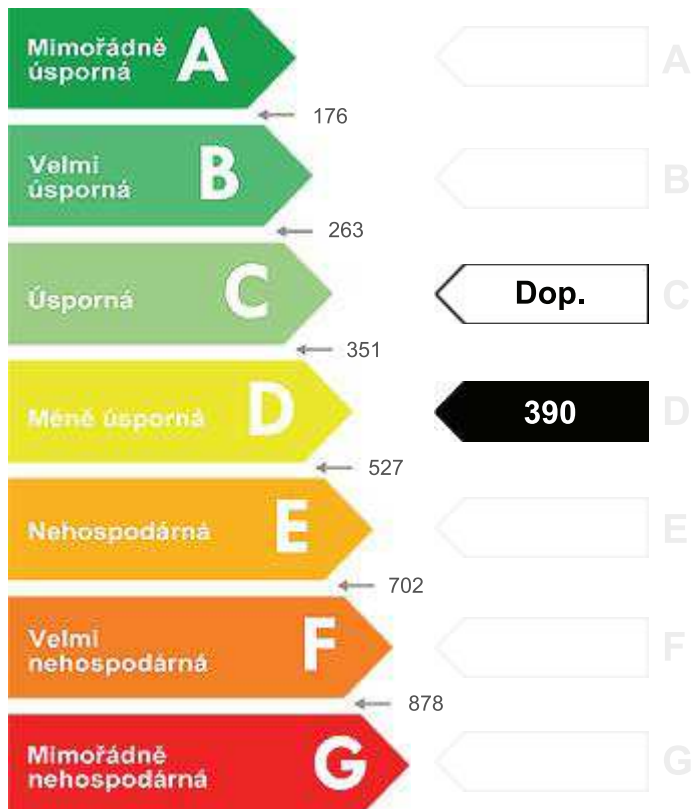 Mimořádně
úsporná
A
A
176
Velmi
úsporná
B
B
263
Úsporná
C
Dop.
C
351
Méně úsporná
D
390
D
527
Nehospodárná
E
E
702
Velmi
nehospodárná
F
F
878
Mimořádně
nehospodárná
G
G